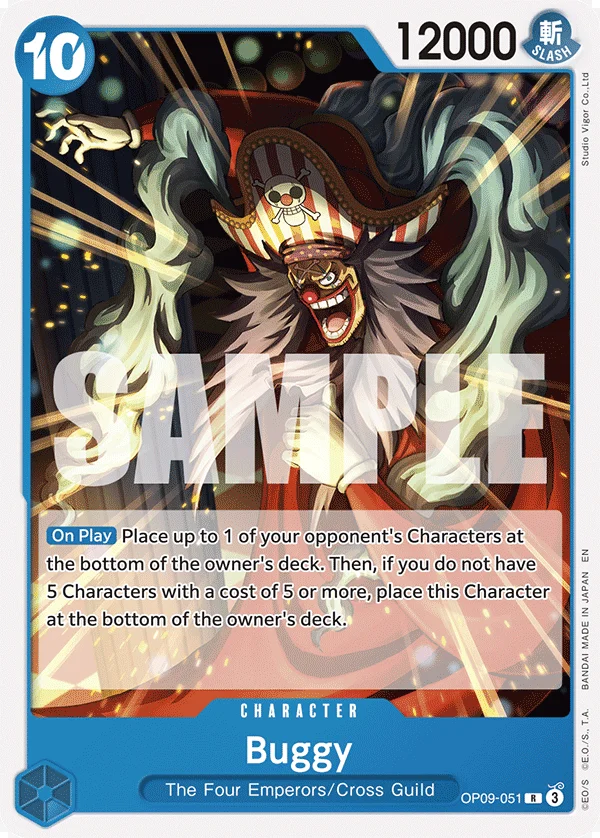 10
12000
斬
SLASH
Studio Vigor Co.,Ltd
SAMPLE
On Play Place up to 1 of your opponent's Characters at
the bottom of the owner's deck. Then, if you do not have
5 Characters with a cost of 5 or more, place this Character
at the bottom of the owner's deck.
CHARACTER
Buggy
The Four Emperors/Cross Guild
OP09-051 R 3
©EO/S ©E.O./S., T.A. BANDAI MADE IN JAPAN EN